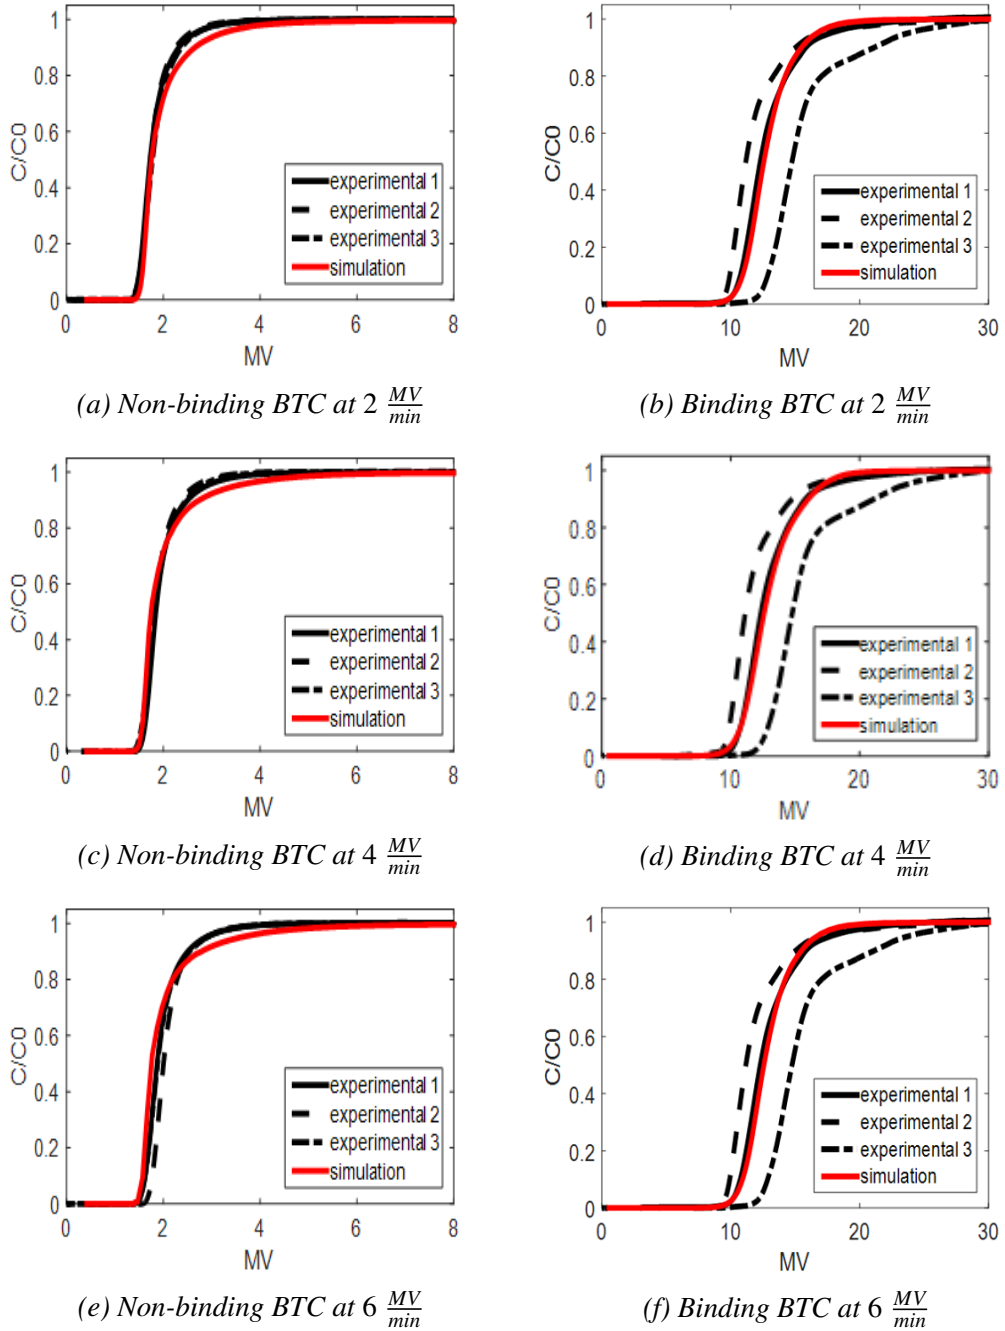 1
0.8
0.6
0.4
0.2
0
C/C0
experimental 1
experimental 2
experimental 3
simulation
0 2 4 6 8
MV
(a) Non-binding BTC at 2 MV/min
1
0.8
0.6
0.4
0.2
0
C/C0
experimental 1
experimental 2
experimental 3
simulation
0 10 20 30
MV
(b) Binding BTC at 2 MV/min
1
0.8
0.6
0.4
0.2
0
C/C0
experimental 1
experimental 2
experimental 3
simulation
0 2 4 6 8
MV
(c) Non-binding BTC at 4 MV/min
1
0.8
0.6
0.4
0.2
0
C/C0
experimental 1
experimental 2
experimental 3
simulation
0 10 20 30
MV
(d) Binding BTC at 4 MV/min
1
0.8
0.6
0.4
0.2
0
C/C0
experimental 1
experimental 2
experimental 3
simulation
0 2 4 6 8
MV
(e) Non-binding BTC at 6 MV/min
1
0.8
0.6
0.4
0.2
0
C/C0
experimental 1
experimental 2
experimental 3
simulation
0 10 20 30
MV
(f) Binding BTC at 6 MV/min